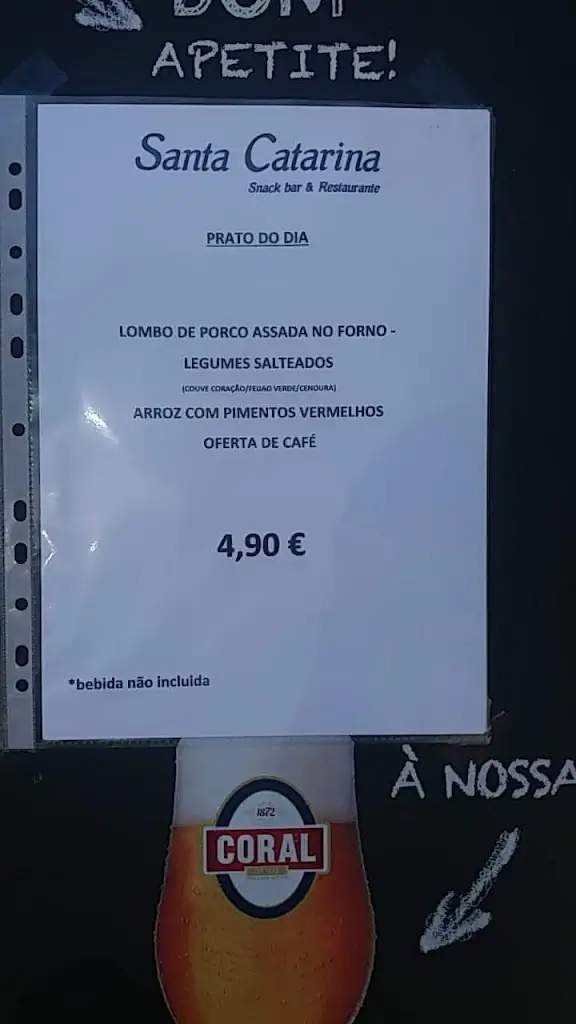 BOM
APETITE!
Santa Catarina
Snack bar & Restaurante
PRATO DO DIA
LOMBO DE PORCO ASSADA NO FORNO -
LEGUMES SALTEADOS
(COUVE CORAÇÃO/FEIJAO VERDE/CENOURA)
ARROZ COM PIMENTOS VERMELHOS
OFERTA DE CAFÉ
4,90 €
*bebida não incluida
À NOSSA
1872
CORAL